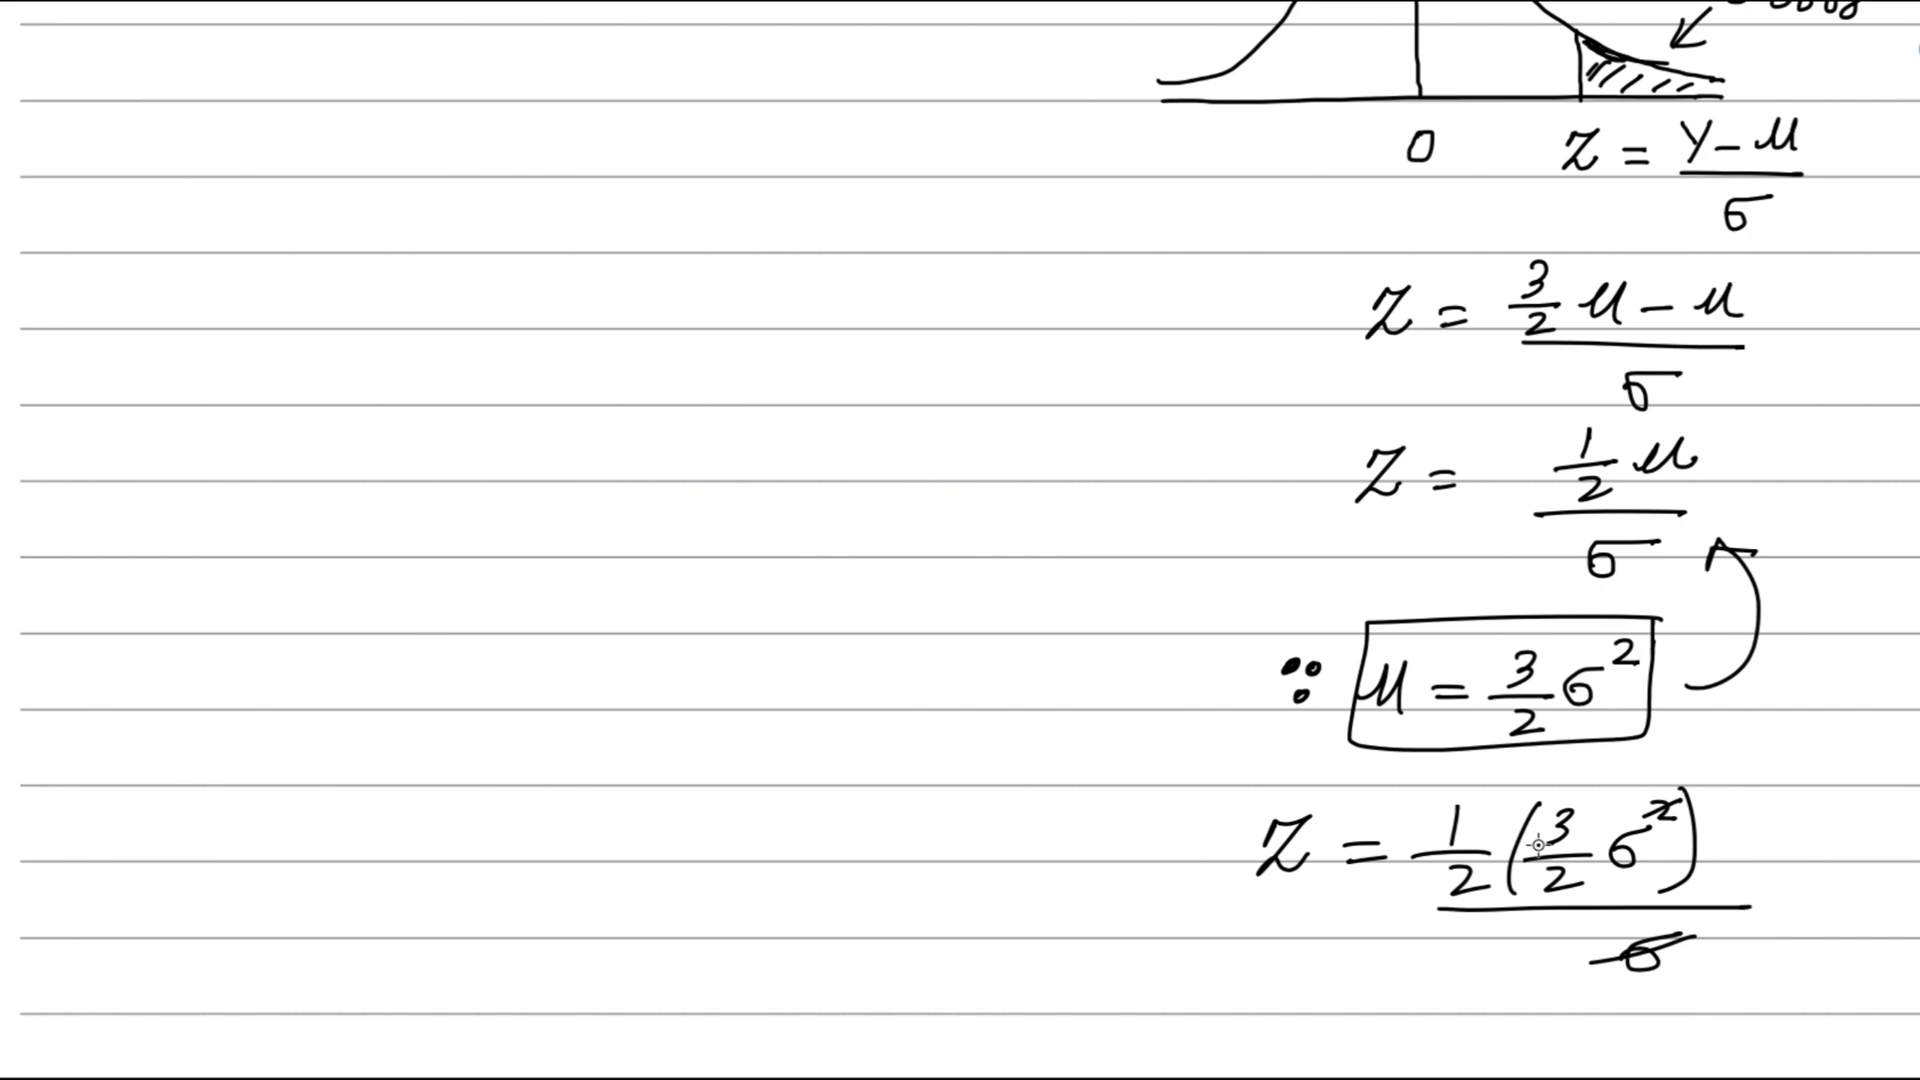 0 Z = Y - μ / σ
Z = 3/2 μ - μ / σ
Z = 1/2 μ / σ
∵ μ = 3/2 σ²
Z = 1/2 (3/2 σ²) / σ